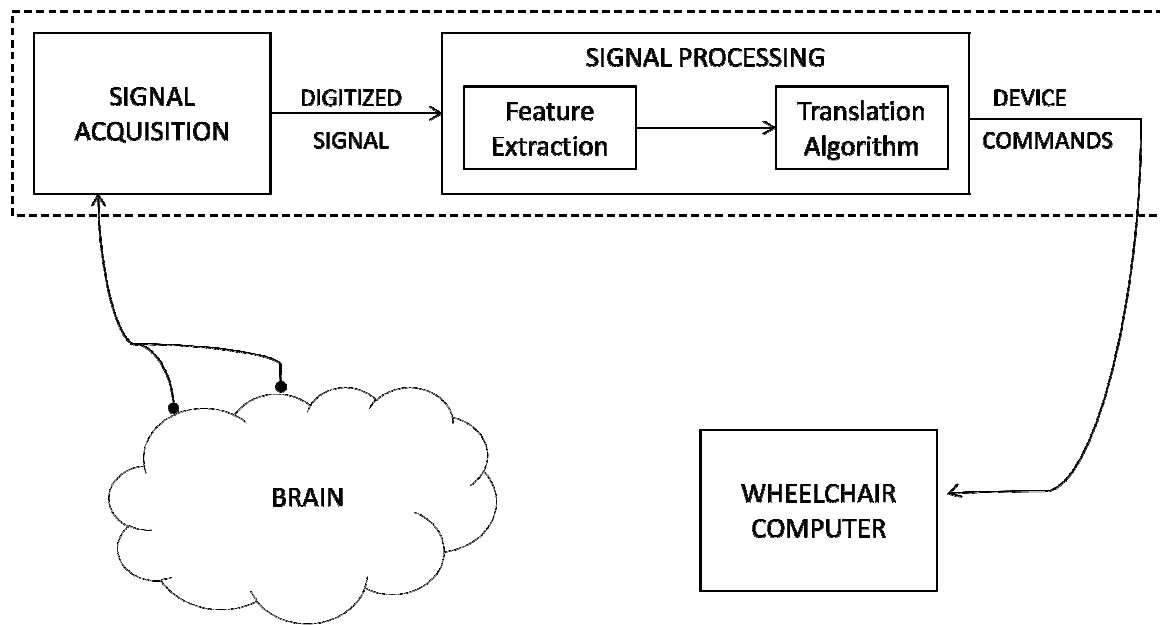 SIGNAL
ACQUISITION
DIGITIZED
SIGNAL
SIGNAL PROCESSING
Feature
Extraction
Translation
Algorithm
DEVICE
COMMANDS
BRAIN
WHEELCHAIR
COMPUTER